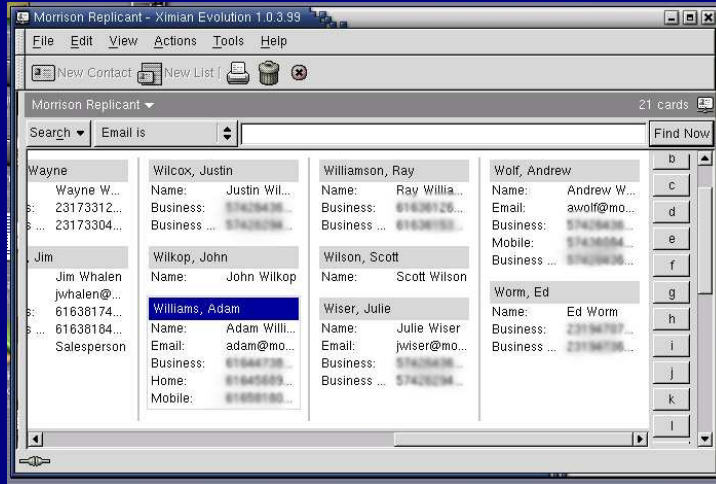 Morrison Replicant - Ximian Evolution 1.0.3.99
File Edit View Actions Tools Help
New Contact New List [
Morrison Replicant 21 cards
Search Email is Find Now
Wayne
Wayne W...
s: 23173312...
s ... 23173304...
, Jim
Jim Whalen
jwhalen@...
s: 61638174...
s ... 61638184...
Salesperson
Wilcox, Justin
Name: Justin Wil...
Business:
Business ...
Wilkop, John
Name: John Wilkop
Williams, Adam
Name: Adam Willi...
Email: adam@mo...
Business:
Home:
Mobile:
Williamson, Ray
Name: Ray Willia...
Business:
Business ...
Wilson, Scott
Name: Scott Wilson
Wiser, Julie
Name: Julie Wiser
Email: jwiser@mo...
Business:
Business ...
Wolf, Andrew
Name: Andrew W...
Email: awolf@mo...
Business:
Mobile:
Business ...
Worm, Ed
Name: Ed Worm
Business:
Business ...
b
c
d
e
f
g
h
i
j
k
l